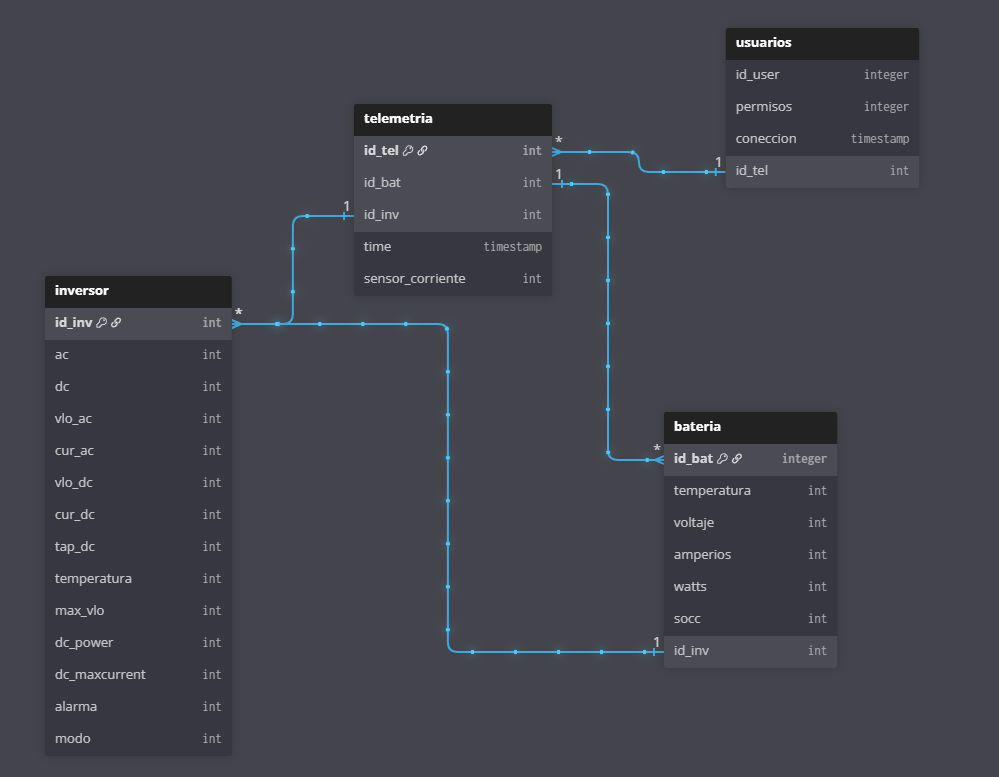 usuarios
id_user integer
permisos integer
coneccion timestamp
1 id_tel int
telemetria
id_tel int *
id_bat int 1
1 id_inv int
time timestamp
sensor_corriente int
inversor
id_inv int *
ac int
dc int
vlo_ac int
cur_ac int
vlo_dc int
cur_dc int
tap_dc int
temperatura int
max_vlo int
dc_power int
dc_maxcurrent int
alarma int
modo int
bateria
* id_bat integer
temperatura int
voltaje int
amperios int
watts int
socc int
1 id_inv int